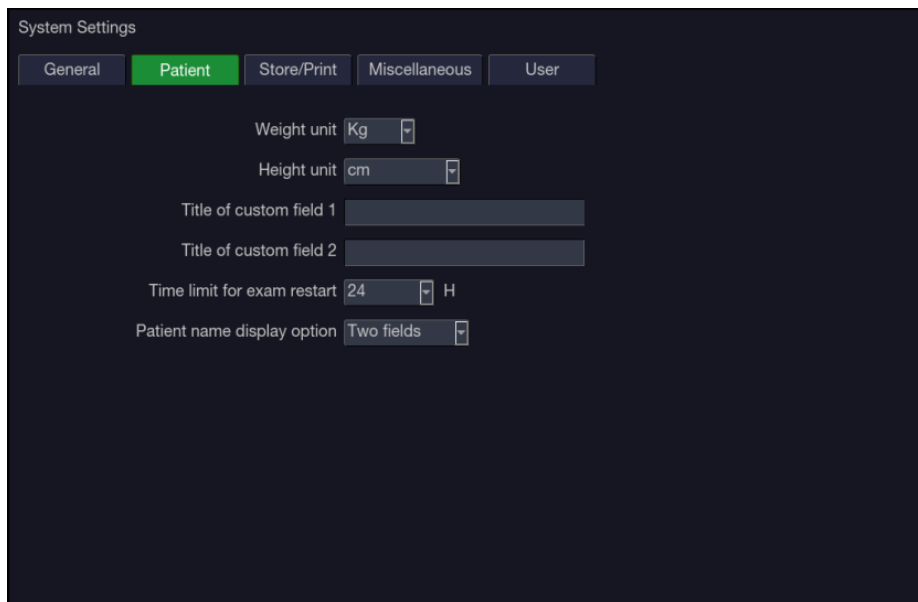 System Settings
General Patient Store/Print Miscellaneous User
Weight unit Kg
Height unit cm
Title of custom field 1
Title of custom field 2
Time limit for exam restart 24 H
Patient name display option Two fields